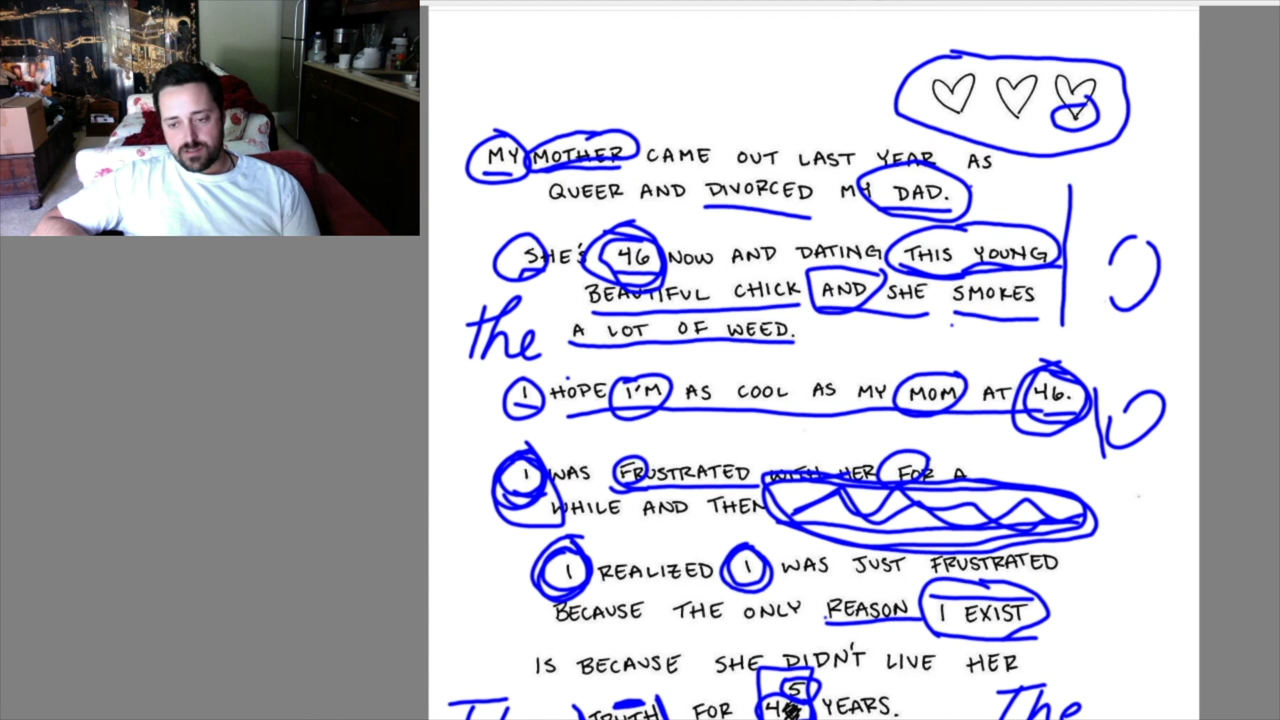 MY MOTHER CAME OUT LAST YEAR AS
QUEER AND DIVORCED MY DAD.
SHE'S 46 NOW AND DATING THIS YOUNG
BEAUTIFUL CHICK AND SHE SMOKES
the A LOT OF WEED.
I HOPE I'M AS COOL AS MY MOM AT 46.
I WAS FRUSTRATED WITH HER FOR A
WHILE AND THEN
I REALIZED I WAS JUST FRUSTRATED
BECAUSE THE ONLY REASON I EXIST
IS BECAUSE SHE DIDN'T LIVE HER
TRUTH FOR 45 YEARS. The